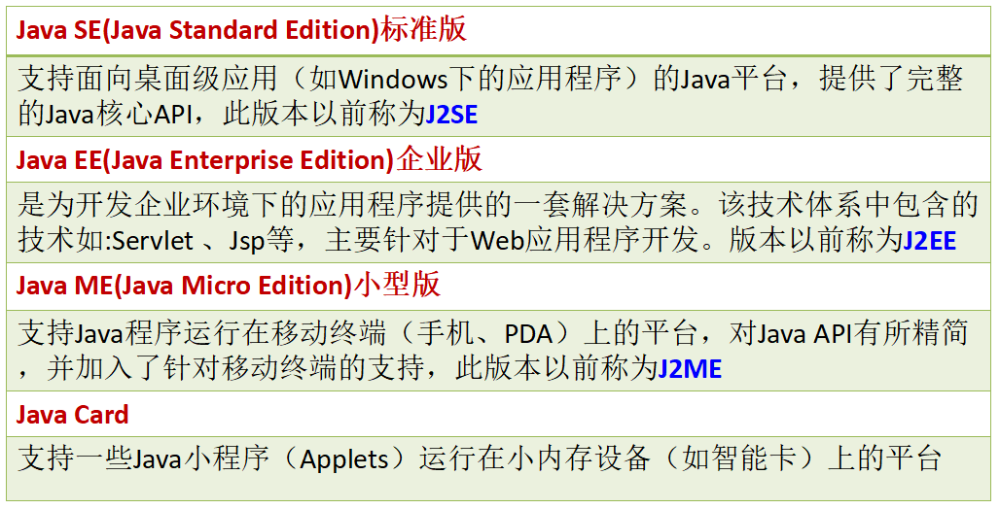 Java SE(Java Standard Edition)标准版
支持面向桌面级应用（如Windows下的应用程序）的Java平台，提供了完整
的Java核心API，此版本以前称为J2SE
Java EE(Java Enterprise Edition)企业版
是为开发企业环境下的应用程序提供的一套解决方案。该技术体系中包含的
技术如:Servlet 、Jsp等，主要针对于Web应用程序开发。版本以前称为J2EE
Java ME(Java Micro Edition)小型版
支持Java程序运行在移动终端（手机、PDA）上的平台，对Java API有所精简
，并加入了针对移动终端的支持，此版本以前称为J2ME
Java Card
支持一些Java小程序（Applets）运行在小内存设备（如智能卡）上的平台